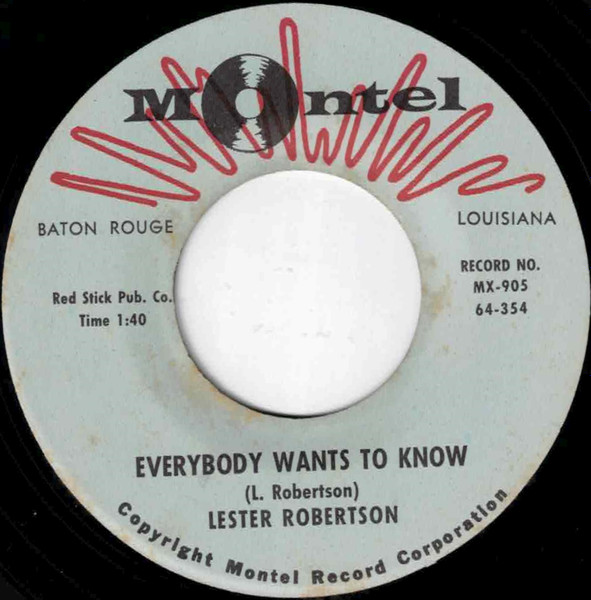 Montel
BATON ROUGE
LOUISIANA
Red Stick Pub. Co.
Time 1:40
RECORD NO.
MX-905
64-354
EVERYBODY WANTS TO KNOW
(L. Robertson)
LESTER ROBERTSON
Copyright Montel Record Corporation